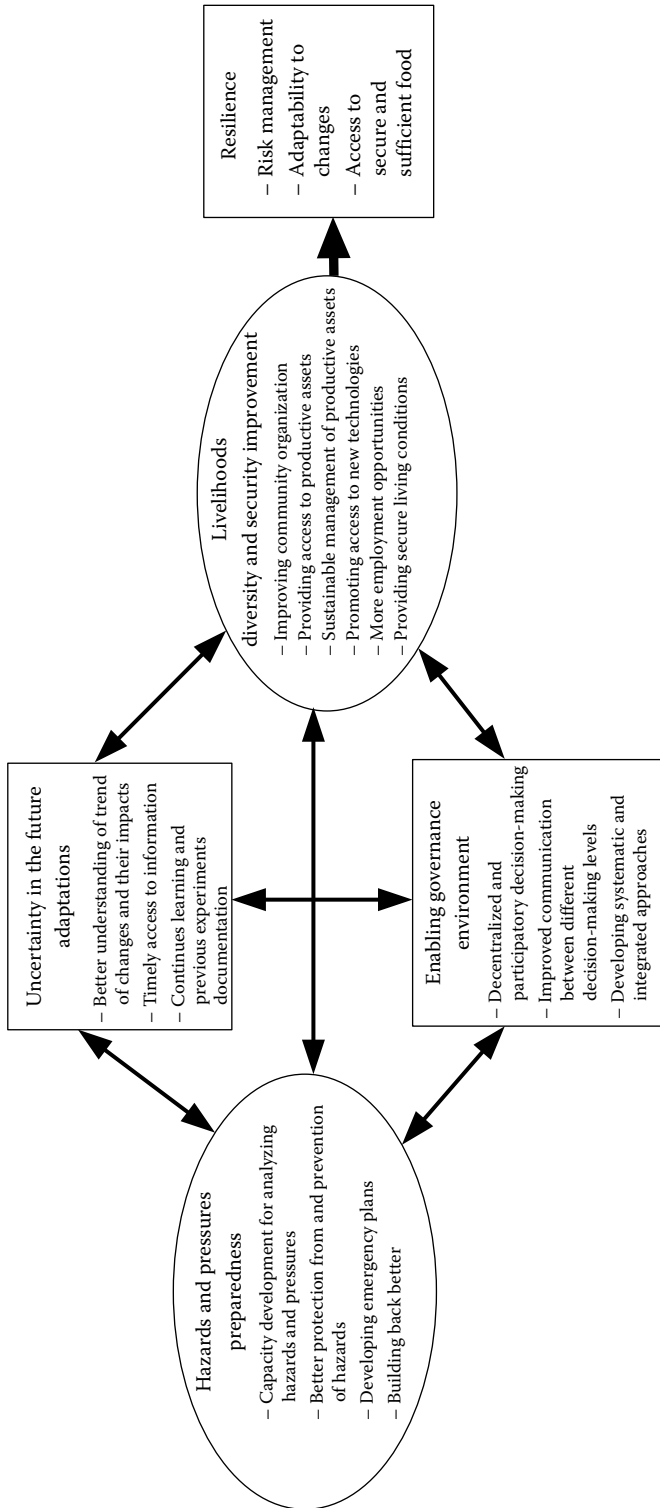 Hazards and pressures
preparedness
– Capacity development for analyzing
hazards and pressures
– Better protection from and prevention
of hazards
– Developing emergency plans
– Building back better
Uncertainty in the future
adaptations
– Better understanding of trend
of changes and their impacts
– Timely access to information
– Continues learning and
previous experiments
documentation
Enabling governance
environment
– Decentralized and
participatory decision-making
– Improved communication
between different
decision-making levels
– Developing systematic and
integrated approaches
Livelihoods
diversity and security improvement
– Improving community organization
– Providing access to productive assets
– Sustainable management of productive assets
– Promoting access to new technologies
– More employment opportunities
– Providing secure living conditions
Resilience
– Risk management
– Adaptability to
changes
– Access to
secure and
sufficient food